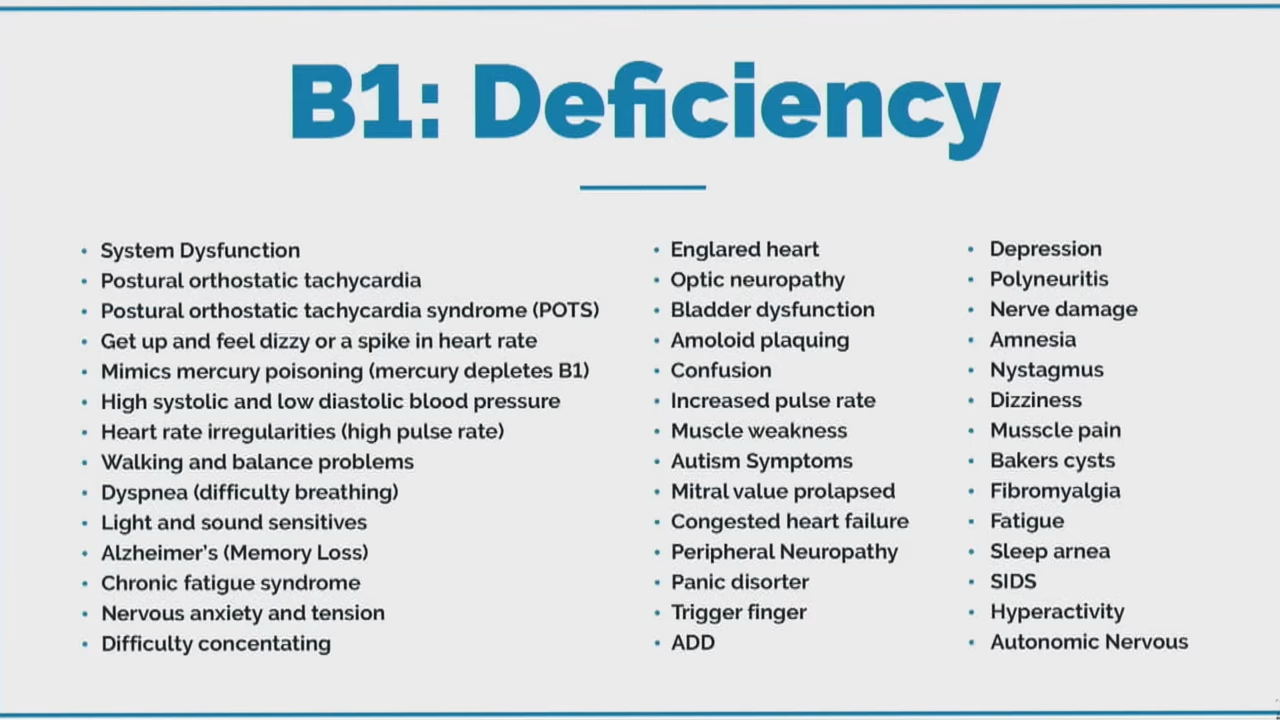 B1: Deficiency
• System Dysfunction
• Postural orthostatic tachycardia
• Postural orthostatic tachycardia syndrome (POTS)
• Get up and feel dizzy or a spike in heart rate
• Mimics mercury poisoning (mercury depletes B1)
• High systolic and low diastolic blood pressure
• Heart rate irregularities (high pulse rate)
• Walking and balance problems
• Dyspnea (difficulty breathing)
• Light and sound sensitives
• Alzheimer's (Memory Loss)
• Chronic fatigue syndrome
• Nervous anxiety and tension
• Difficulty concentating
• Englared heart
• Optic neuropathy
• Bladder dysfunction
• Amoloid plaquing
• Confusion
• Increased pulse rate
• Muscle weakness
• Autism Symptoms
• Mitral value prolapsed
• Congested heart failure
• Peripheral Neuropathy
• Panic disorter
• Trigger finger
• ADD
• Depression
• Polyneuritis
• Nerve damage
• Amnesia
• Nystagmus
• Dizziness
• Musscle pain
• Bakers cysts
• Fibromyalgia
• Fatigue
• Sleep arnea
• SIDS
• Hyperactivity
• Autonomic Nervous